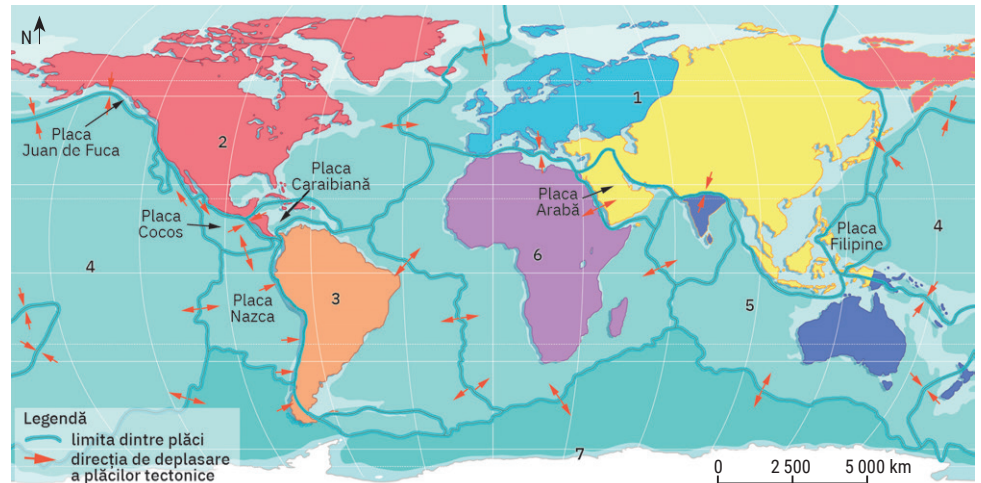 N
1
2
Placa
Juan de Fuca
Placa
Caraibiană
Placa
Cocos
Placa
Arabă
Placa
Filipine
4
4
6
3
5
Placa
Nazca
7
Legendă
limita dintre plăci
direcția de deplasare
a plăcilor tectonice
0 2 500 5 000 km